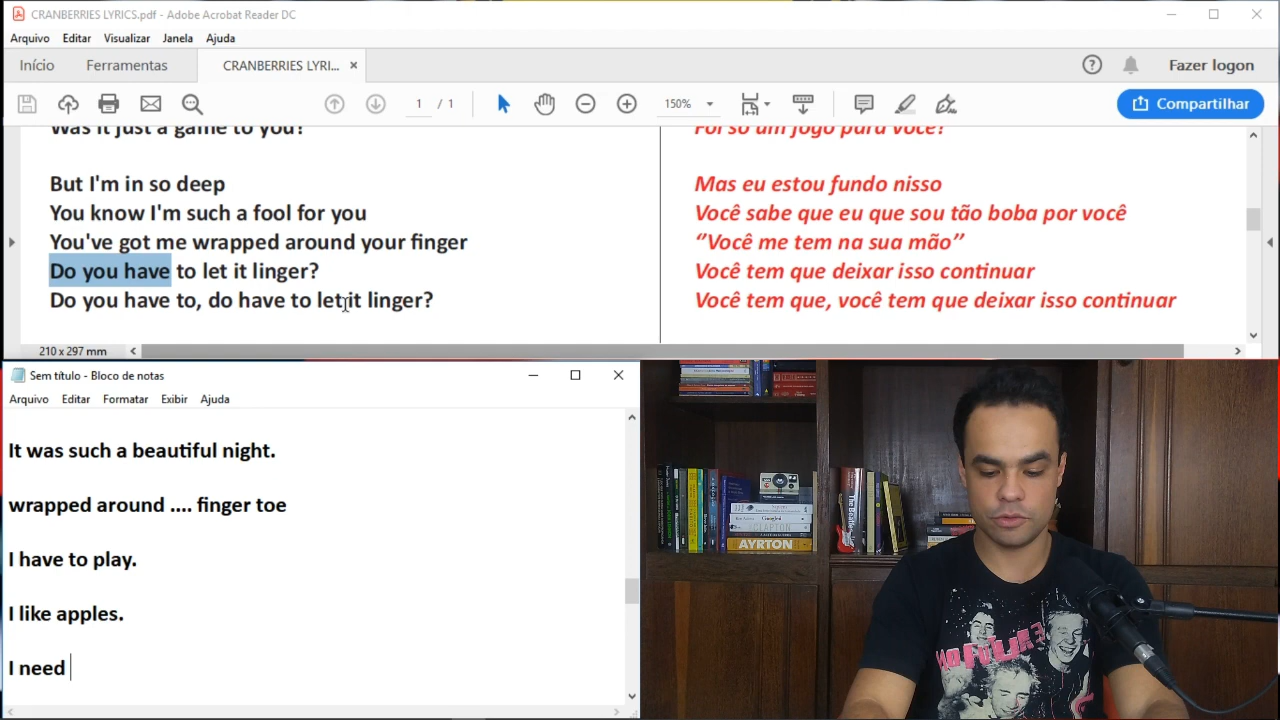 CRANBERRIES LYRICS.pdf - Adobe Acrobat Reader DC
Arquivo Editar Visualizar Janela Ajuda
Início Ferramentas CRANBERRIES LYRI... × Fazer logon
1 / 1 150% Compartilhar
Was it just a game to you? Foi só um jogo para você?
But I'm in so deep
You know I'm such a fool for you
You've got me wrapped around your finger
Do you have to let it linger?
Do you have to, do have to let it linger?
Mas eu estou fundo nisso
Você sabe que eu que sou tão boba por você
‘’Você me tem na sua mão’’
Você tem que deixar isso continuar
Você tem que, você tem que deixar isso continuar
210 x 297 mm
Sem título - Bloco de notas
Arquivo Editar Formatar Exibir Ajuda
It was such a beautiful night.
wrapped around .... finger toe
I have to play.
I like apples.
I need
The Beatles
Google
CLAPTON
AYRTON
NO FUTURE